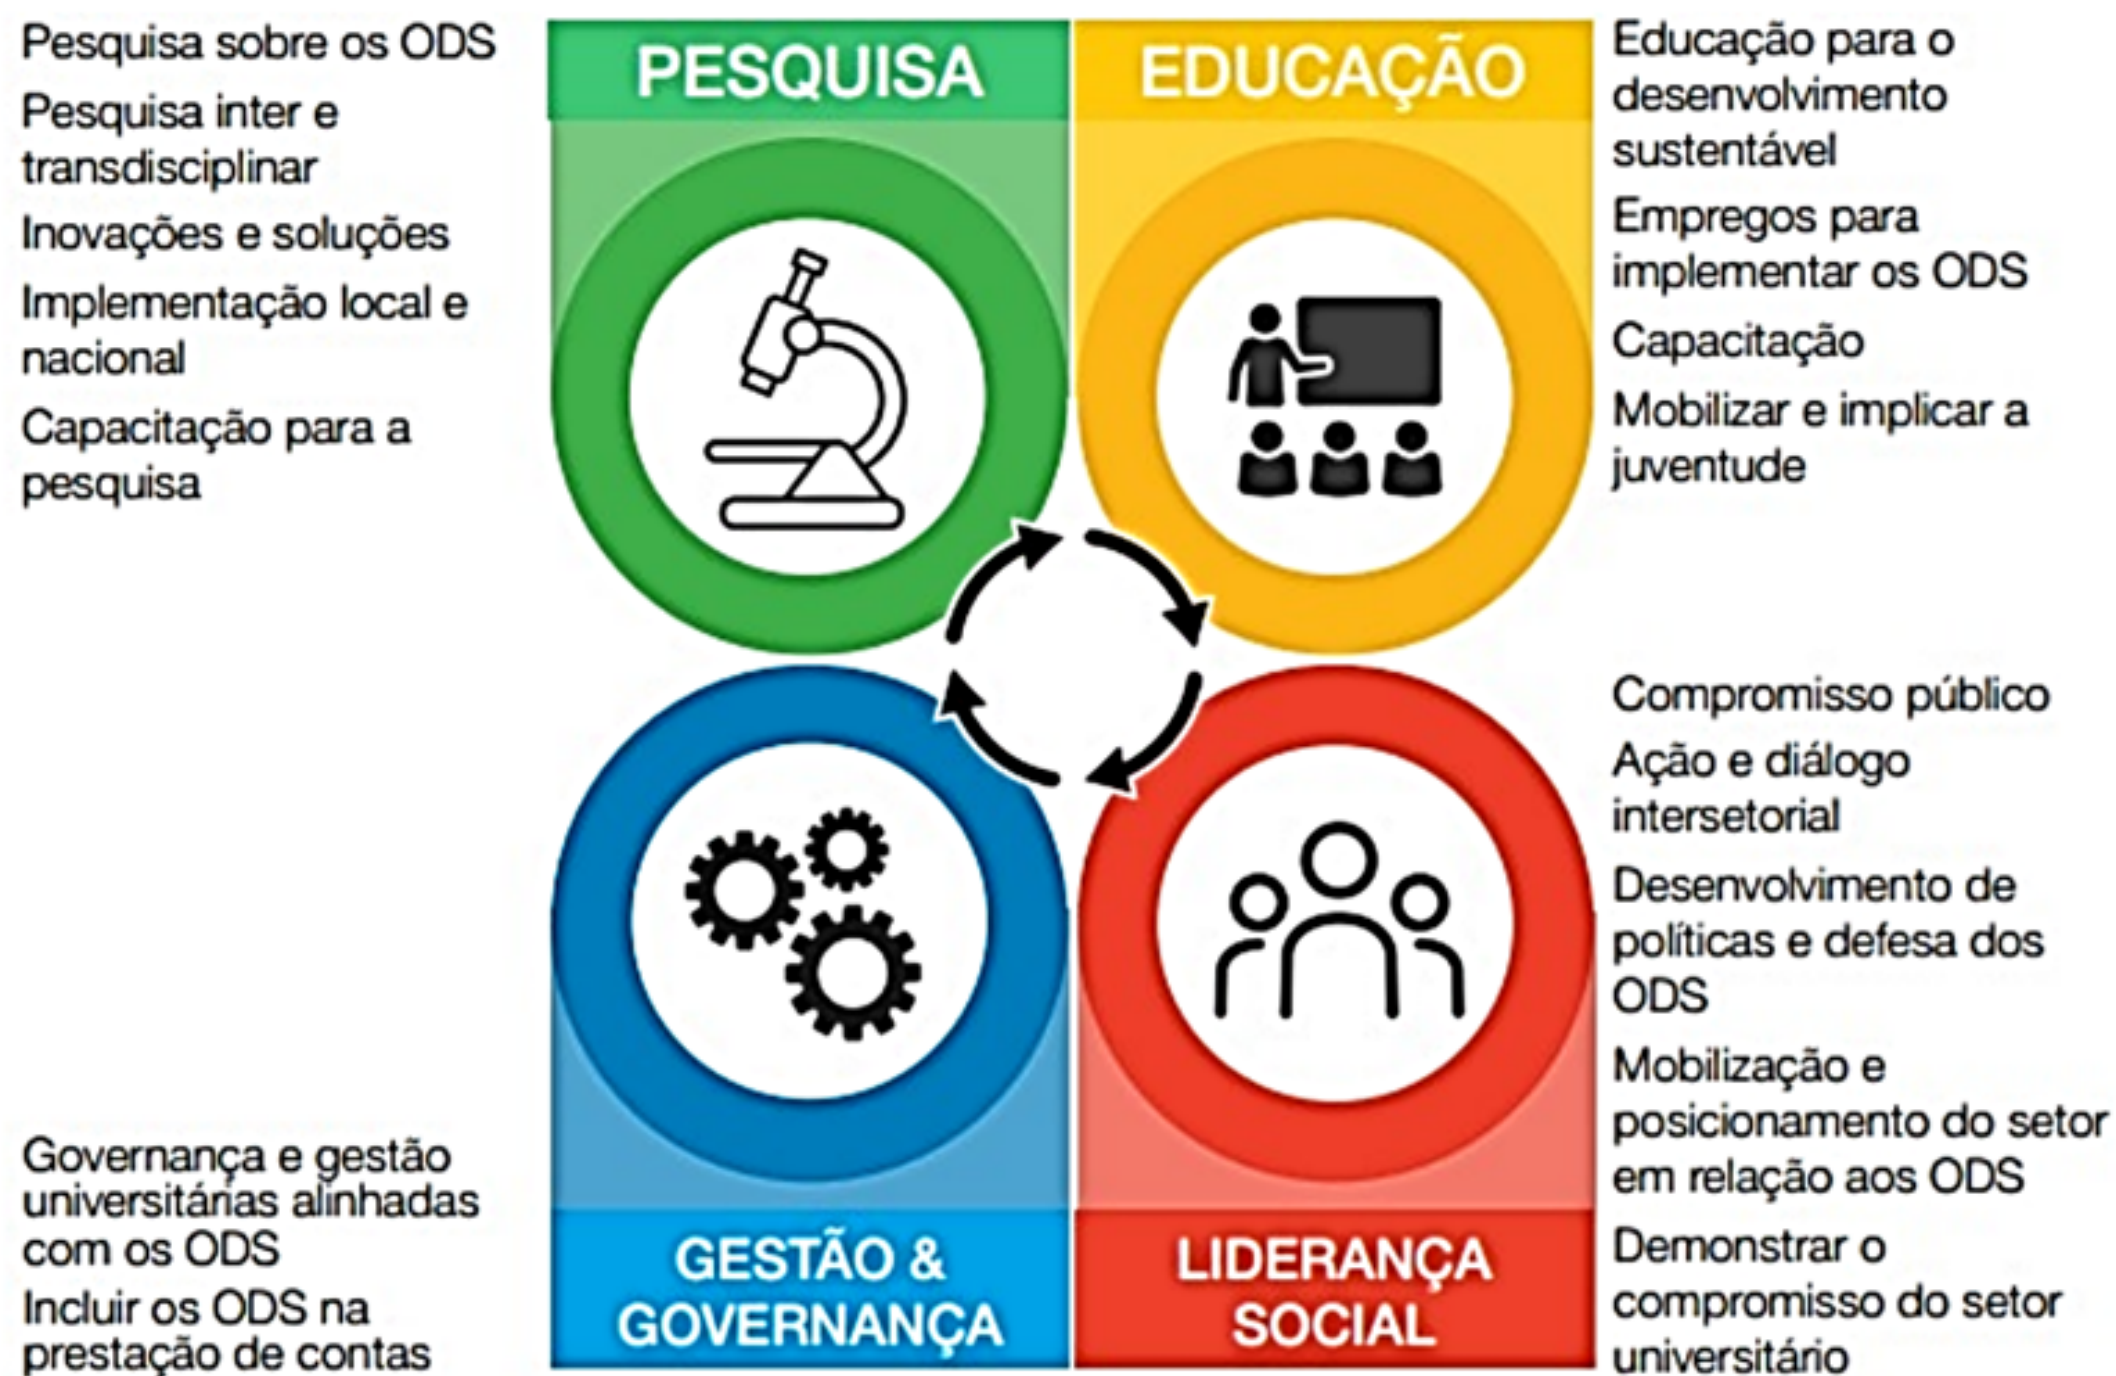 Pesquisa sobre os ODS
Pesquisa inter e
transdisciplinar
Inovações e soluções
Implementação local e
nacional
Capacitação para a
pesquisa
PESQUISA
EDUCAÇÃO
Educação para o
desenvolvimento
sustentável
Empregos para
implementar os ODS
Capacitação
Mobilizar e implicar a
juventude
Governança e gestão
universitárias alinhadas
com os ODS
Incluir os ODS na
prestação de contas
GESTÃO &
GOVERNANÇA
LIDERANÇA
SOCIAL
Compromisso público
Ação e diálogo
intersetorial
Desenvolvimento de
políticas e defesa dos
ODS
Mobilização e
posicionamento do setor
em relação aos ODS
Demonstrar o
compromisso do setor
universitário